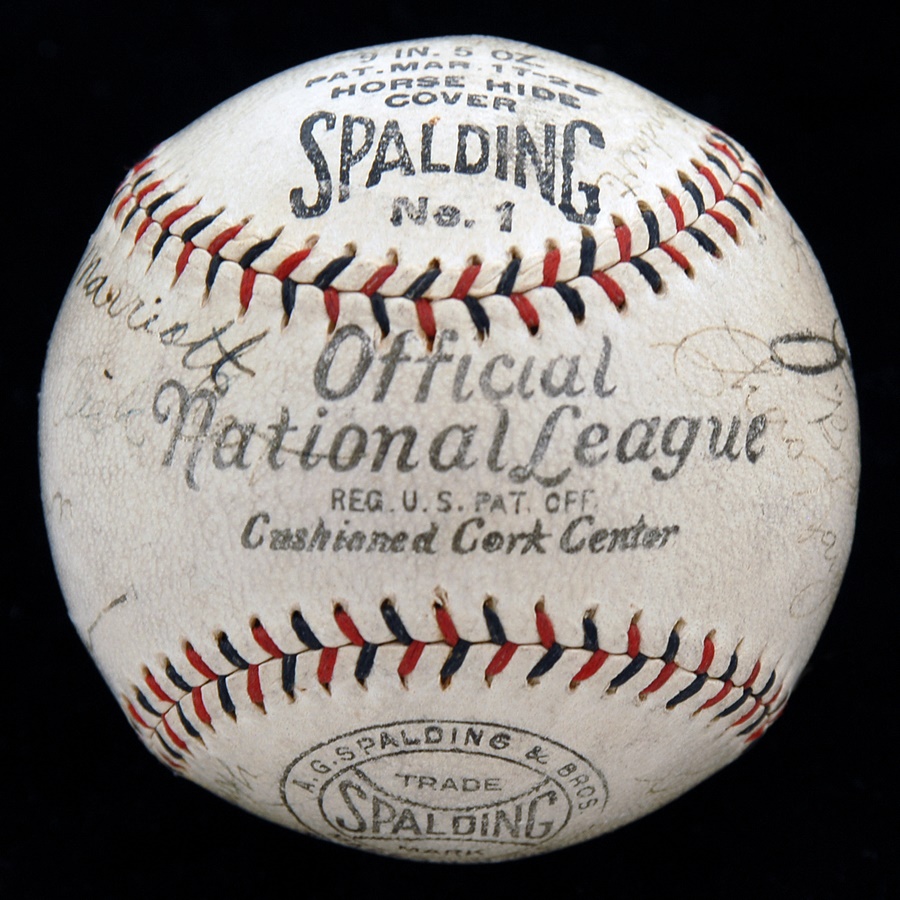 9 IN. 5 OZ.
PAT-MAR-17-25
HORSE HIDE
COVER
SPALDING
No. 1
Marriott
Official
National League
REG. U.S. PAT. OFF.
Cushioned Cork Center
A.G. SPALDING & BROS.
TRADE
SPALDING
MARK